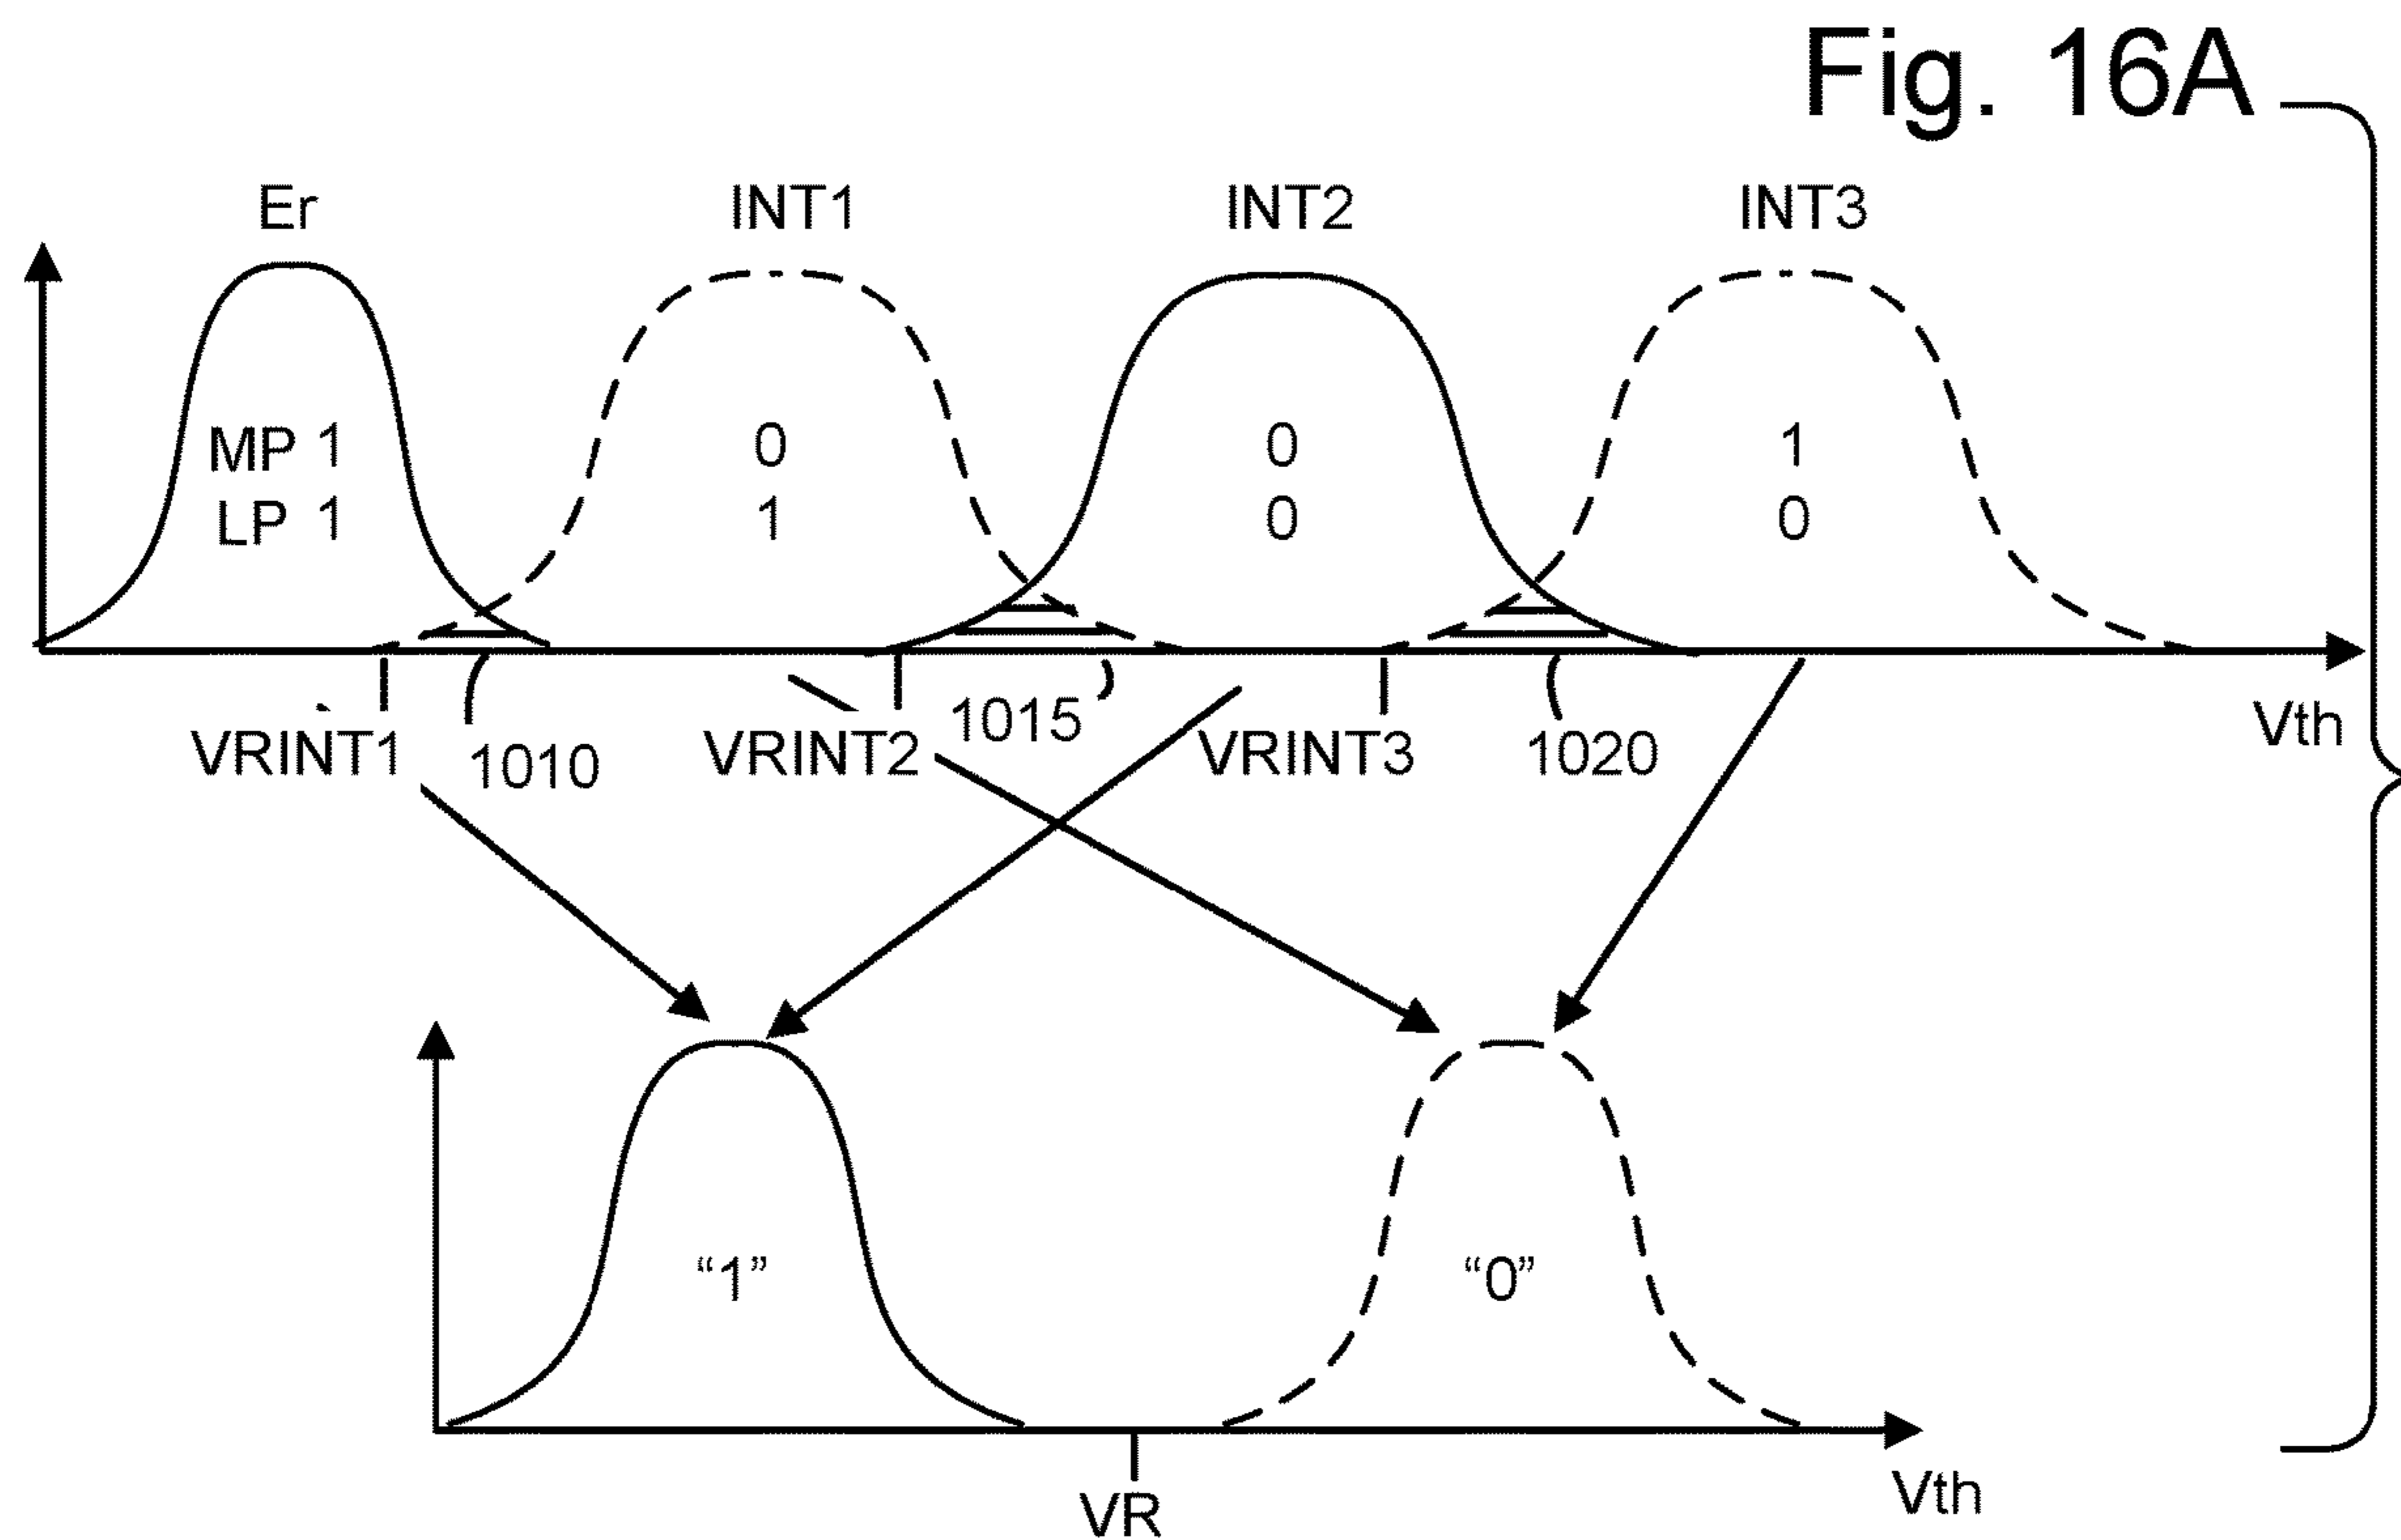 Fig. 16A
Er INT1 INT2 INT3
MP 1 0 0 1
LP 1 1 0 0
VRINT1 1010 VRINT2 1015 VRINT3 1020 Vth
“1” “0”
VR Vth